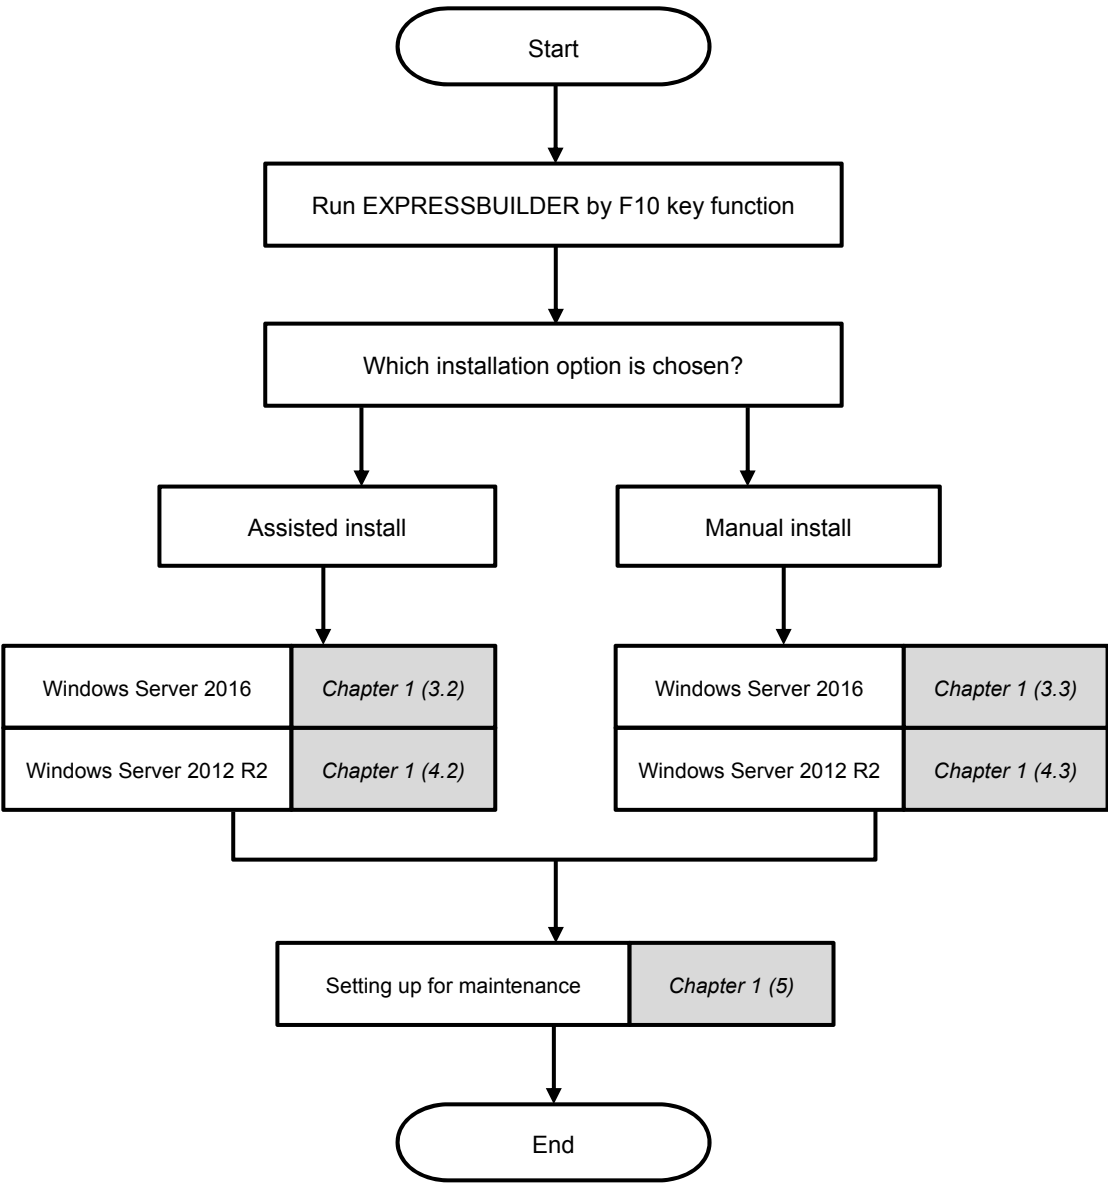 Start
Run EXPRESSBUILDER by F10 key function
Which installation option is chosen?
Assisted install
Manual install
Windows Server 2016
Chapter 1 (3.2)
Windows Server 2012 R2
Chapter 1 (4.2)
Windows Server 2016
Chapter 1 (3.3)
Windows Server 2012 R2
Chapter 1 (4.3)
Setting up for maintenance
Chapter 1 (5)
End